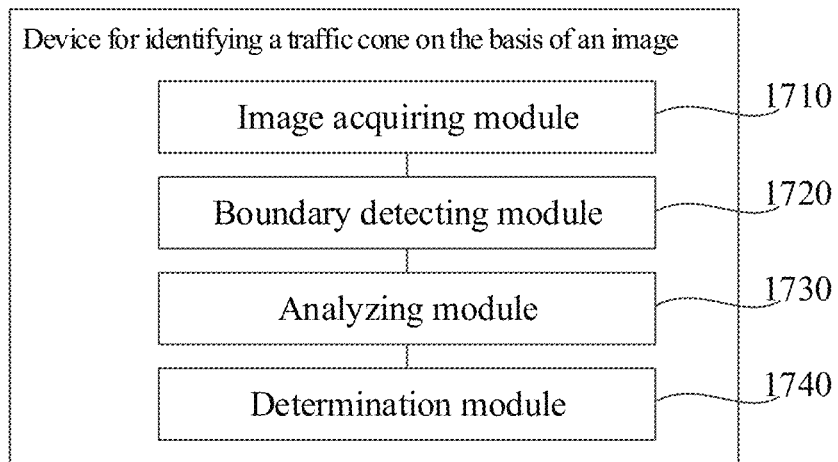 Device for identifying a traffic cone on the basis of an image
Image acquiring module
1710
Boundary detecting module
1720
Analyzing module
1730
Determination module
1740